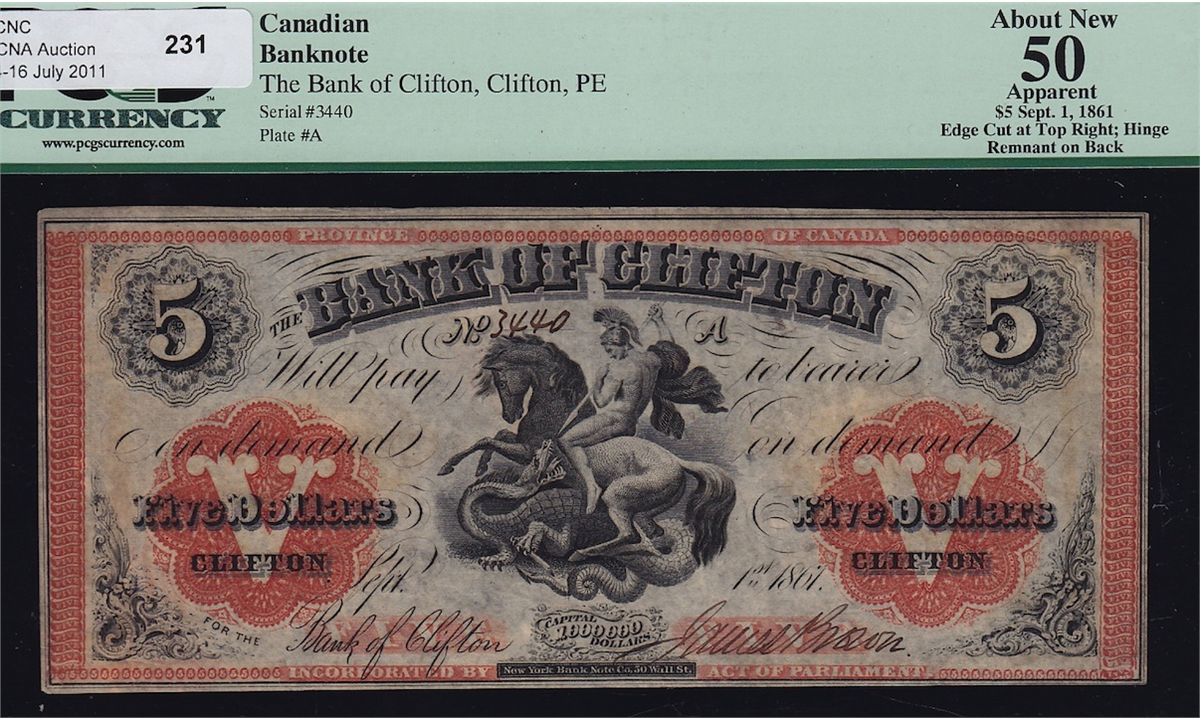 CNC
CNA Auction
-16 July 2011
231
CURRENCY
TM
www.pcgscurrency.com
Canadian
Banknote
The Bank of Clifton, Clifton, PE
Serial #3440
Plate #A
About New
50
Apparent
$5 Sept. 1, 1861
Edge Cut at Top Right; Hinge
Remnant on Back
PROVINCE OF CANADA
5 THE BANK OF CLIFTON 5
No 3440 A
Will pay to bearer
on demand on demand
V V
Five Dollars Five Dollars
CLIFTON CLIFTON
Sept. 1st 1861.
FOR THE Bank of Clifton
CAPITAL
1000000
DOLLARS
INCORPORATED BY New York Bank Note Co. 50 Wall St. ACT OF PARLIAMENT.